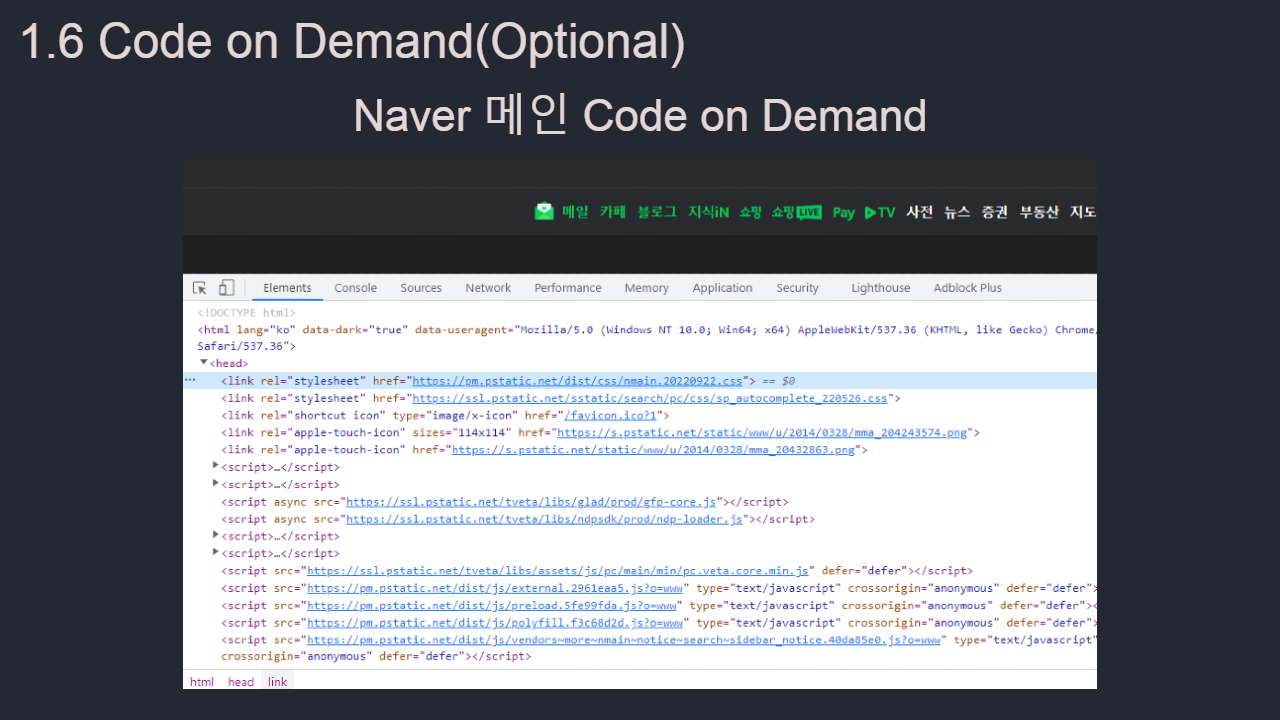 1.6 Code on Demand(Optional)
Naver 메인 Code on Demand
메일 카페 블로그 지식iN 쇼핑 쇼핑LIVE Pay TV 사전 뉴스 증권 부동산 지도
Elements Console Sources Network Performance Memory Application Security Lighthouse Adblock Plus
<!DOCTYPE html>
<html lang="ko" data-dark="true" data-useragent="Mozilla/5.0 (Windows NT 10.0; Win64; x64) AppleWebKit/537.36 (KHTML, like Gecko) Chrome/
Safari/537.36">
<head>
<link rel="stylesheet" href="https://pm.pstatic.net/dist/css/nmain.20220922.css"> == $0
<link rel="stylesheet" href="https://ssl.pstatic.net/sstatic/search/pc/css/sp_autocomplete_220526.css">
<link rel="shortcut icon" type="image/x-icon" href="/favicon.ico?1">
<link rel="apple-touch-icon" sizes="114x114" href="https://s.pstatic.net/static/www/u/2014/0328/mma_204243574.png">
<link rel="apple-touch-icon" href="https://s.pstatic.net/static/www/u/2014/0328/mma_20432863.png">
<script>…</script>
<script>…</script>
<script async src="https://ssl.pstatic.net/tveta/libs/glad/prod/gfp-core.js"></script>
<script async src="https://ssl.pstatic.net/tveta/libs/ndpsdk/prod/ndp-loader.js"></script>
<script>…</script>
<script>…</script>
<script src="https://ssl.pstatic.net/tveta/libs/assets/js/pc/main/min/pc.veta.core.min.js" defer="defer"></script>
<script src="https://pm.pstatic.net/dist/js/external.2961eaa5.js?o=www" type="text/javascript" crossorigin="anonymous" defer="defer">
<script src="https://pm.pstatic.net/dist/js/preload.5fe99fda.js?o=www" type="text/javascript" crossorigin="anonymous" defer="defer"><
<script src="https://pm.pstatic.net/dist/js/polyfill.f3c68d2d.js?o=www" type="text/javascript" crossorigin="anonymous" defer="defer">
<script src="https://pm.pstatic.net/dist/js/vendors~more~nmain~notice~search~sidebar_notice.40da85e0.js?o=www" type="text/javascript"
crossorigin="anonymous" defer="defer"></script>
html head link